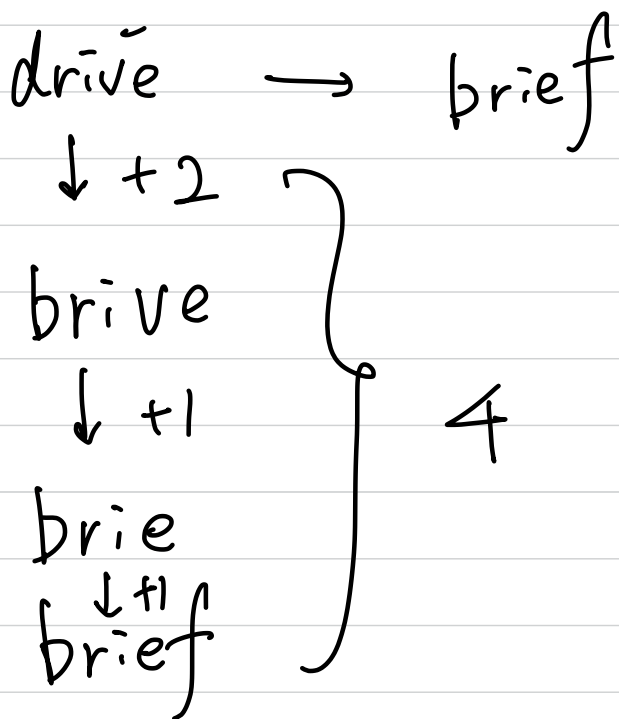 drive → brief
↓ +2
brive
↓ +1
4
brie
↓ +1
brief